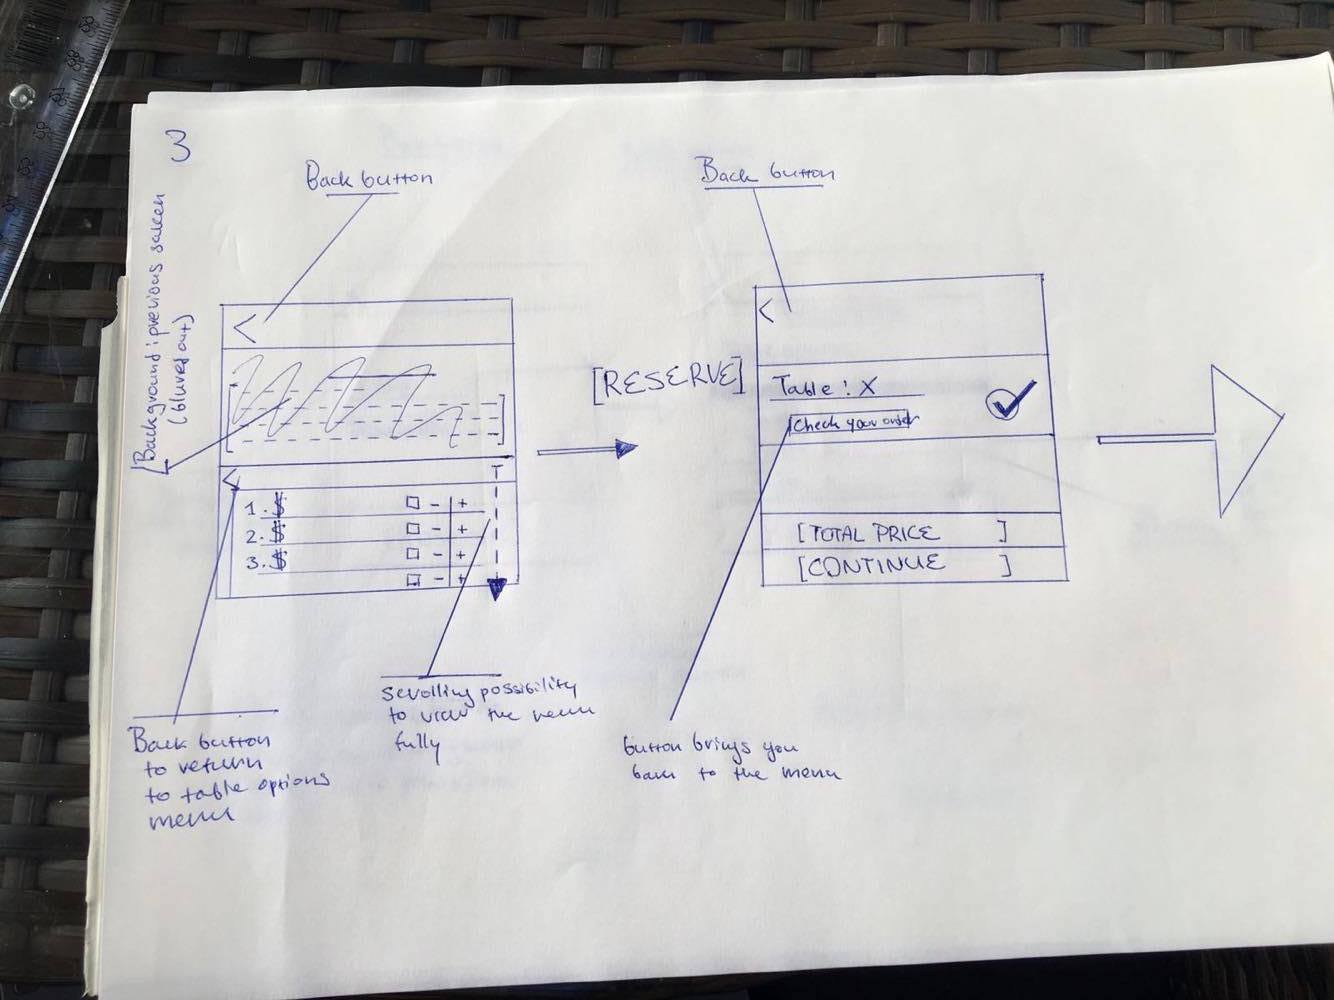 3
Back button
Background : previous screen
(blured out)
<
<
1. $ □ - +
2. $ □ - +
3. $ □ - +
□ - +
Back button
to return
to table options
menu
scrolling possibility
to view the menu
fully
[RESERVE]
Back button
<
Table : X
Check your order
[TOTAL PRICE ]
[CONTINUE ]
button brings you
back to the menu